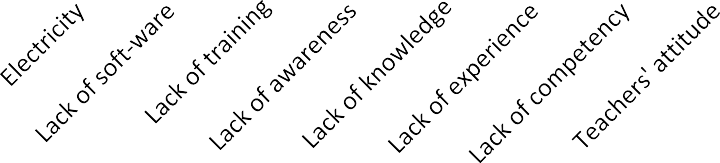 Electricity
Lack of soft-ware
Lack of training
Lack of awareness
Lack of knowledge
Lack of experience
Lack of competency
Teachers' attitude